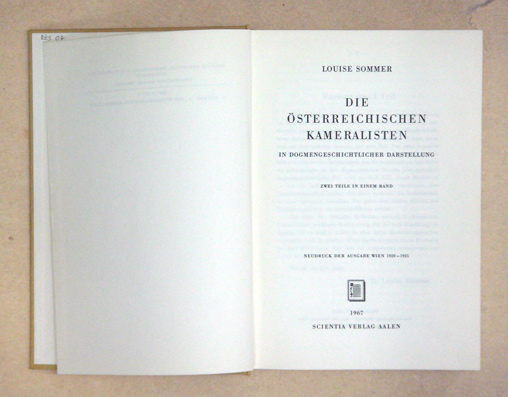 LOUISE SOMMER
DIE
ÖSTERREICHISCHEN
KAMERALISTEN
IN DOGMENGESCHICHTLICHER DARSTELLUNG
ZWEI TEILE IN EINEM BAND
NEUDRUCK DER AUSGABE WIEN 1920–1925
1967
SCIENTIA VERLAG AALEN